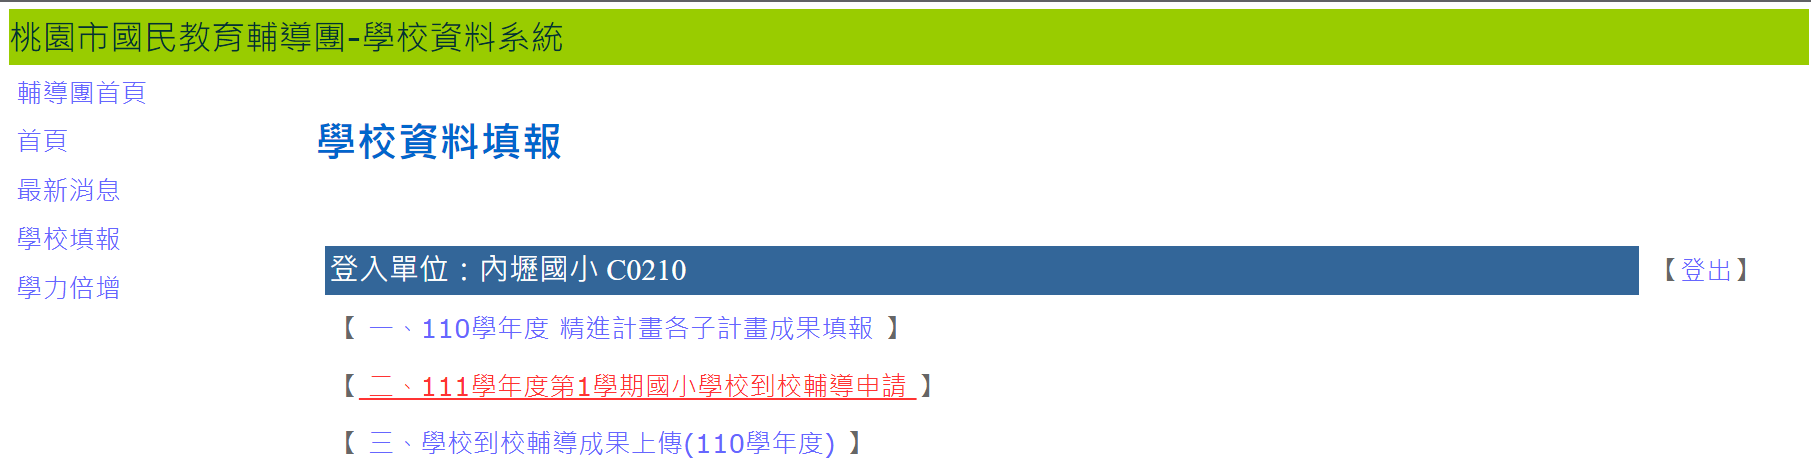 桃園市國民教育輔導團-學校資料系統
輔導團首頁
首頁
最新消息
學校填報
學力倍增
學校資料填報
登入單位：內壢國小 C0210 【登出】
【 一、110學年度 精進計畫各子計畫成果填報 】
【 二、111學年度第1學期國小學校到校輔導申請 】
【 三、學校到校輔導成果上傳(110學年度) 】